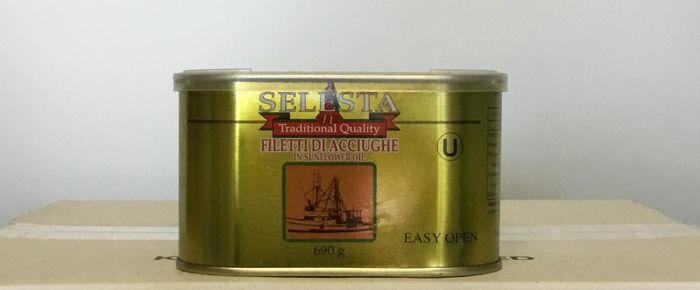 SELESTA
Traditional Quality
FILETTI DI ACCIUGHE
IN SUNFLOWER OIL
U
690 g
EASY OPEN